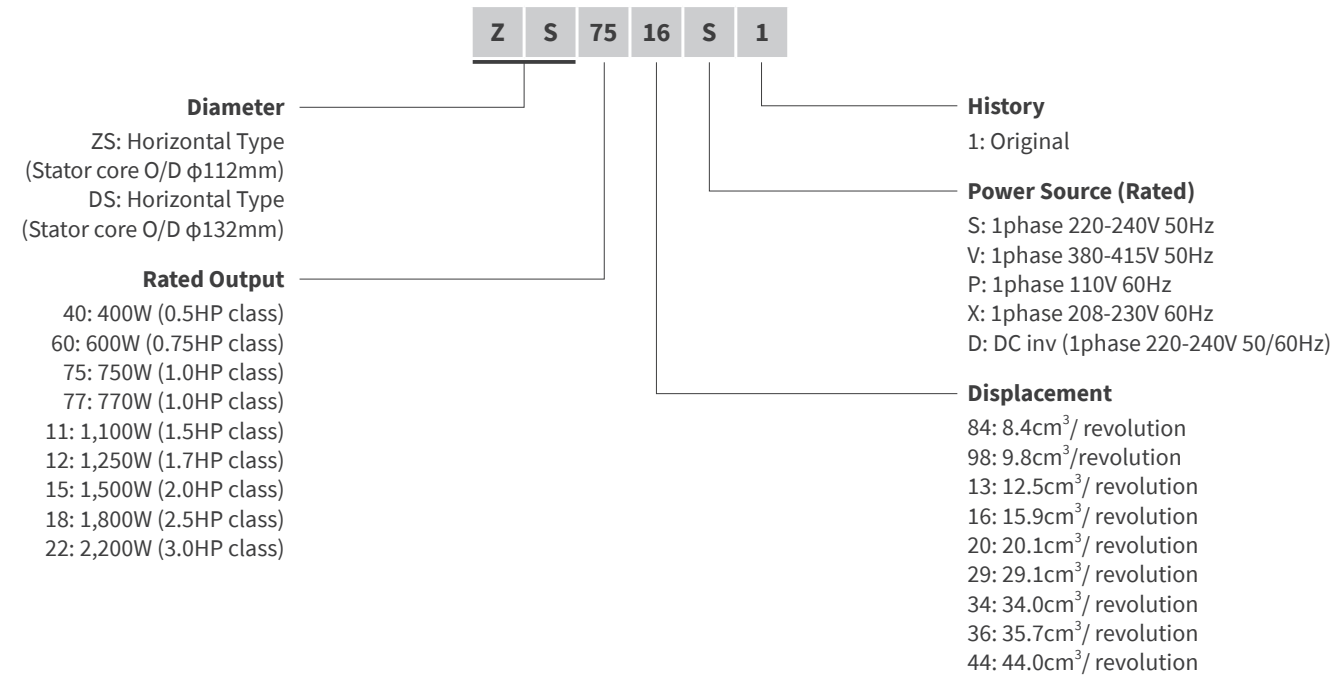 Z S 75 16 S 1
Diameter
ZS: Horizontal Type
(Stator core O/D φ112mm)
DS: Horizontal Type
(Stator core O/D φ132mm)
Rated Output
40: 400W (0.5HP class)
60: 600W (0.75HP class)
75: 750W (1.0HP class)
77: 770W (1.0HP class)
11: 1,100W (1.5HP class)
12: 1,250W (1.7HP class)
15: 1,500W (2.0HP class)
18: 1,800W (2.5HP class)
22: 2,200W (3.0HP class)
History
1: Original
Power Source (Rated)
S: 1phase 220-240V 50Hz
V: 1phase 380-415V 50Hz
P: 1phase 110V 60Hz
X: 1phase 208-230V 60Hz
D: DC inv (1phase 220-240V 50/60Hz)
Displacement
84: 8.4cm³/ revolution
98: 9.8cm³/revolution
13: 12.5cm³/ revolution
16: 15.9cm³/ revolution
20: 20.1cm³/ revolution
29: 29.1cm³/ revolution
34: 34.0cm³/ revolution
36: 35.7cm³/ revolution
44: 44.0cm³/ revolution